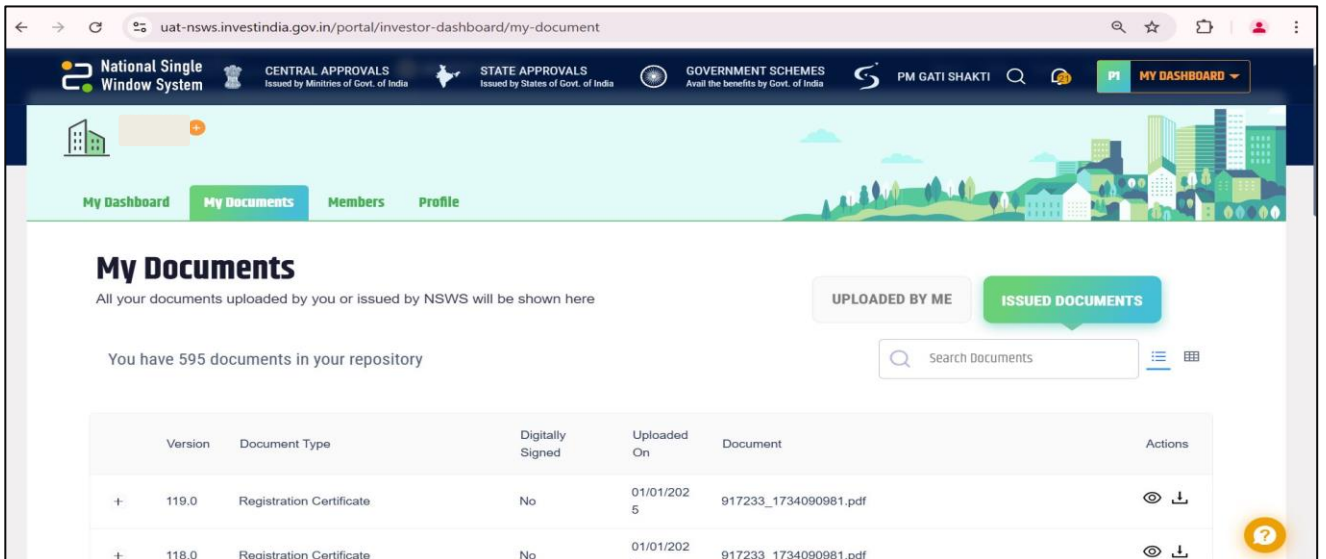 uat-nsws.investindia.gov.in/portal/investor-dashboard/my-document
National Single
Window System
CENTRAL APPROVALS
Issued by Ministries of Govt. of India
STATE APPROVALS
Issued by States of Govt. of India
GOVERNMENT SCHEMES
Avail the benefits by Govt. of India
PM GATI SHAKTI
P1
MY DASHBOARD
My Dashboard My Documents Members Profile
My Documents
All your documents uploaded by you or issued by NSWS will be shown here
UPLOADED BY ME ISSUED DOCUMENTS
You have 595 documents in your repository
Search Documents
Version Document Type Digitally Signed Uploaded On Document Actions
+ 119.0 Registration Certificate No 01/01/202
5 917233_1734090981.pdf
+ 118.0 Registration Certificate No 01/01/202 917233_1734090981.pdf
?